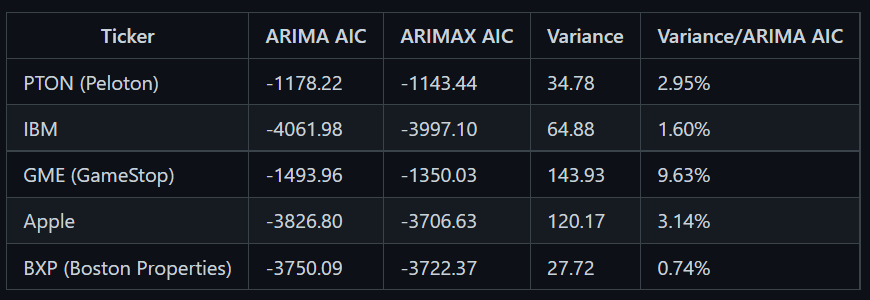 Ticker ARIMA AIC ARIMAX AIC Variance Variance/ARIMA AIC
PTON (Peloton) -1178.22 -1143.44 34.78 2.95%
IBM -4061.98 -3997.10 64.88 1.60%
GME (GameStop) -1493.96 -1350.03 143.93 9.63%
Apple -3826.80 -3706.63 120.17 3.14%
BXP (Boston Properties) -3750.09 -3722.37 27.72 0.74%